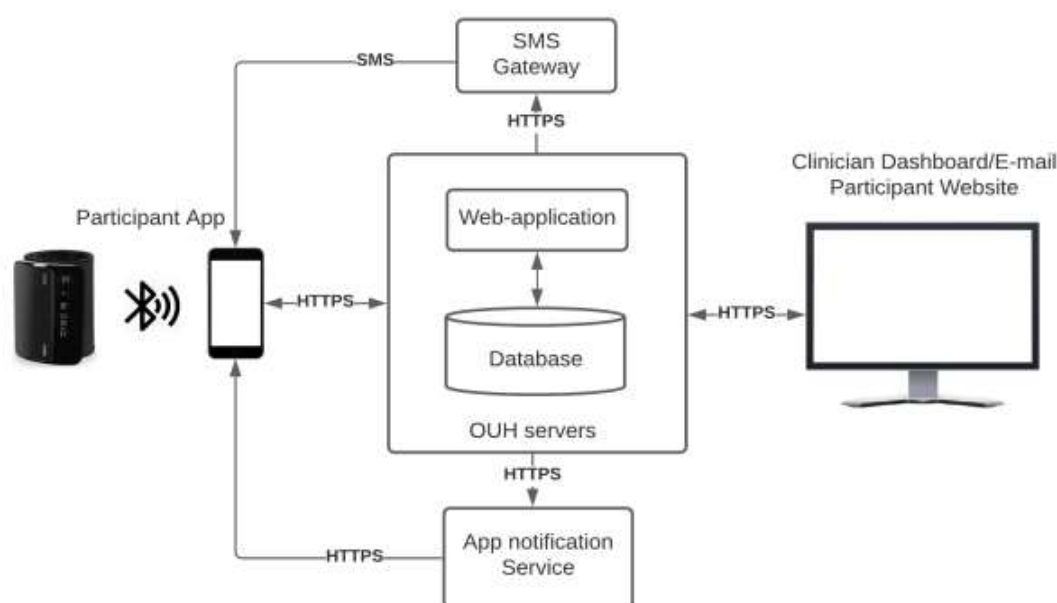 SMS
Gateway
SMS
HTTPS
Clinician Dashboard/E-mail
Participant Website
Participant App
Web-application
HTTPS
HTTPS
Database
OUH servers
HTTPS
App notification
Service
HTTPS